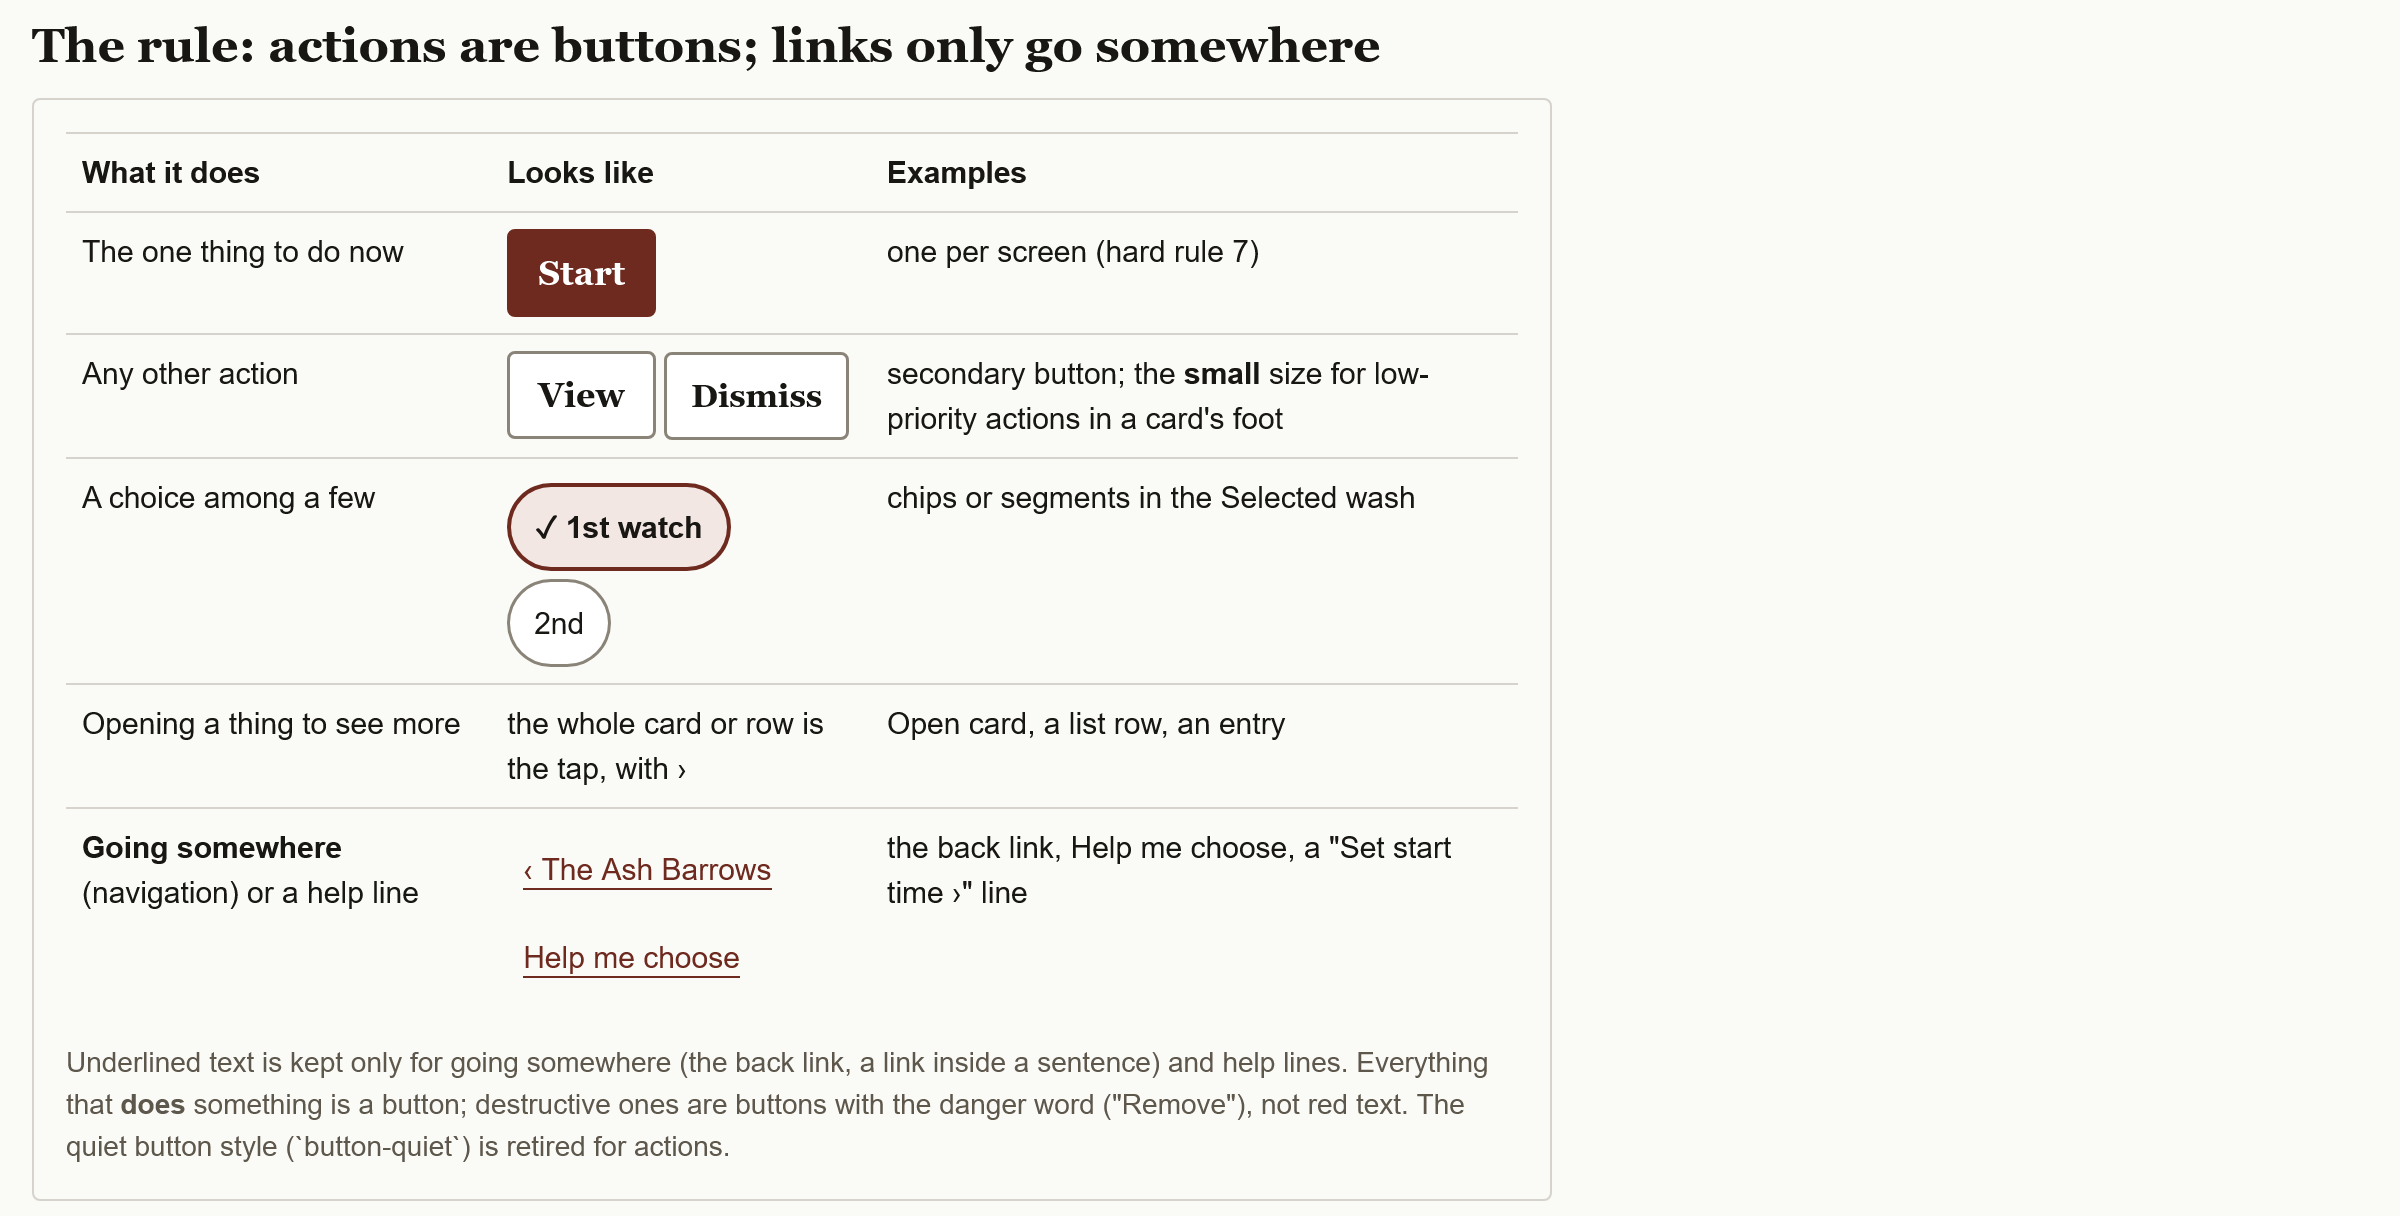 The rule: actions are buttons; links only go somewhere
What it does
Looks like
Examples
The one thing to do now
Start
one per screen (hard rule 7)
Any other action
View
Dismiss
secondary button; the small size for low-
priority actions in a card's foot
A choice among a few
✓ 1st watch
2nd
chips or segments in the Selected wash
Opening a thing to see more
the whole card or row is
the tap, with ›
Open card, a list row, an entry
Going somewhere
(navigation) or a help line
‹ The Ash Barrows
Help me choose
the back link, Help me choose, a "Set start
time ›" line
Underlined text is kept only for going somewhere (the back link, a link inside a sentence) and help lines. Everything
that does something is a button; destructive ones are buttons with the danger word ("Remove"), not red text. The
quiet button style (`button-quiet`) is retired for actions.